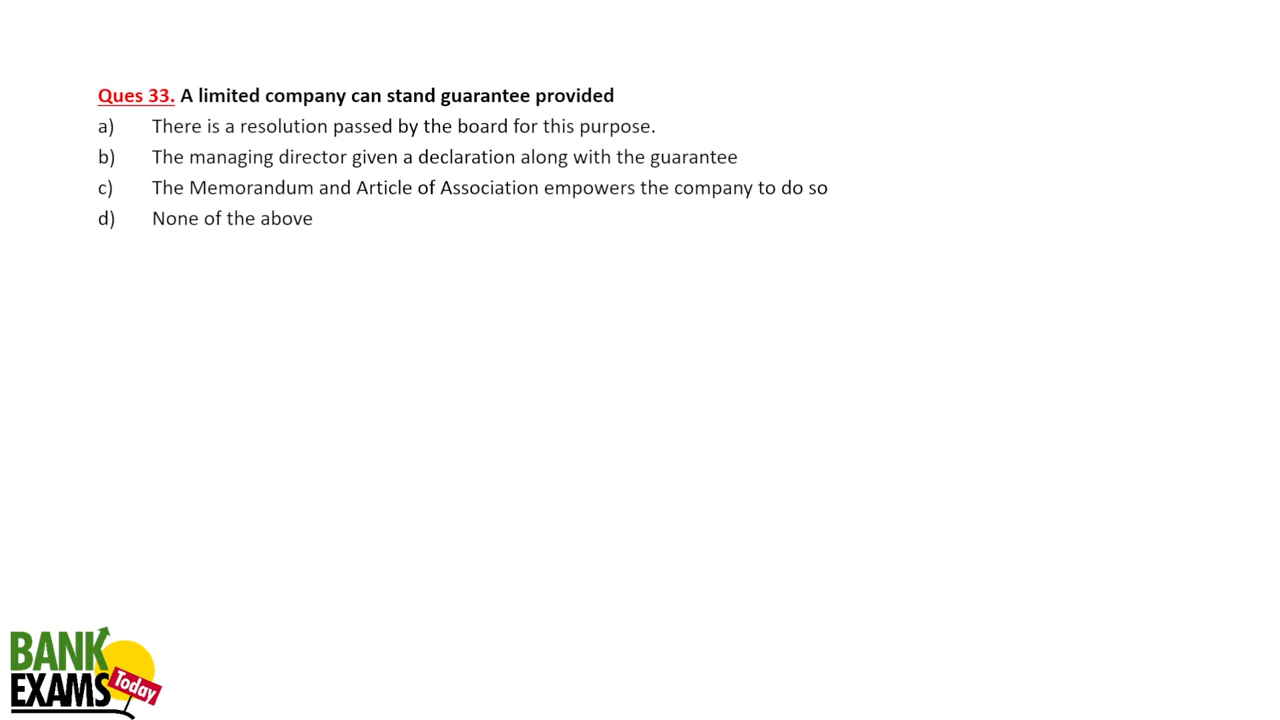 Ques 33. A limited company can stand guarantee provided
a) There is a resolution passed by the board for this purpose.
b) The managing director given a declaration along with the guarantee
c) The Memorandum and Article of Association empowers the company to do so
d) None of the above
BANK
EXAMS
Today